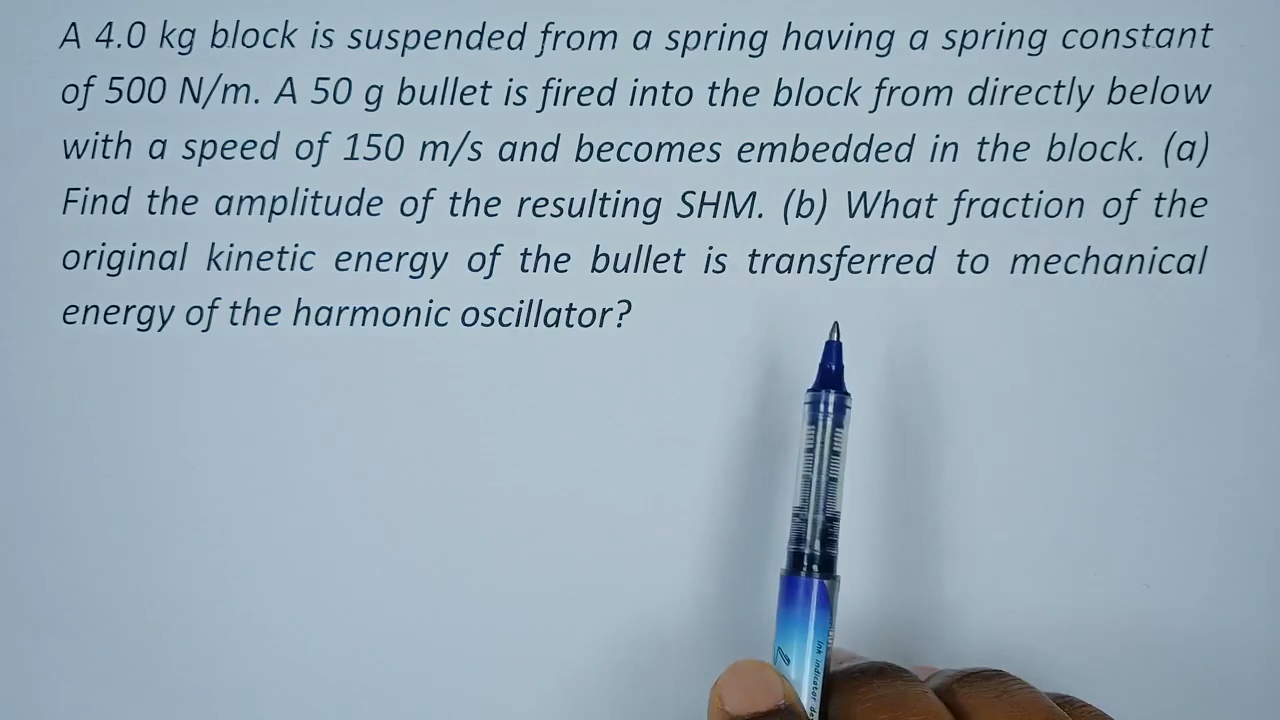 A 4.0 kg block is suspended from a spring having a spring constant
of 500 N/m. A 50 g bullet is fired into the block from directly below
with a speed of 150 m/s and becomes embedded in the block. (a)
Find the amplitude of the resulting SHM. (b) What fraction of the
original kinetic energy of the bullet is transferred to mechanical
energy of the harmonic oscillator?